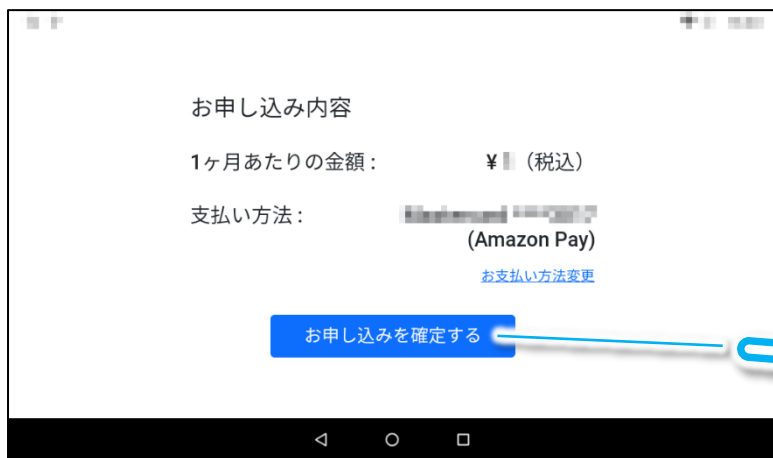 お申し込み内容
1ヶ月あたりの金額 : ¥ （税込）
支払い方法 :
(Amazon Pay)
お支払い方法変更
お申し込みを確定する